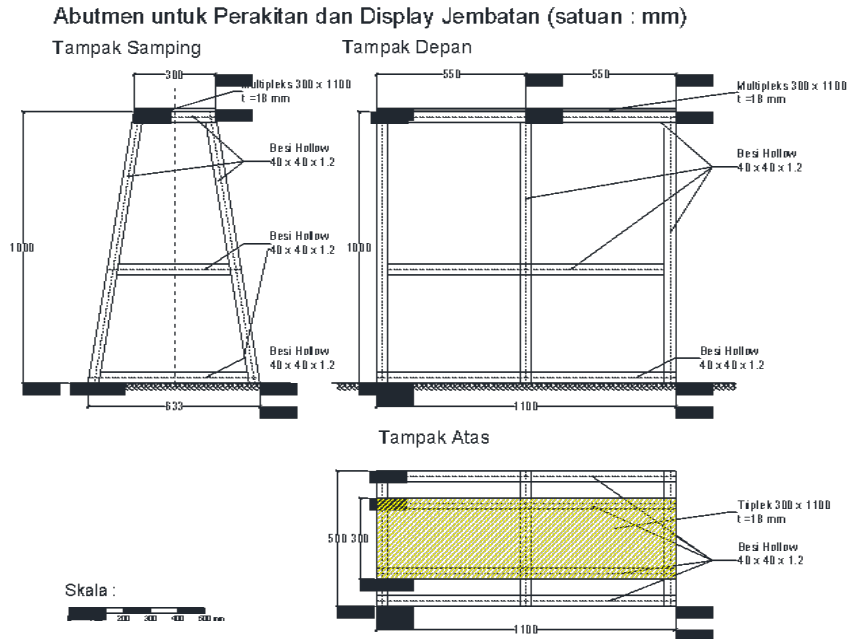 Abutmen untuk Perakitan dan Display Jembatan (satuan : mm)
Tampak Samping
Tampak Depan
300
550
550
Multipleks 300 x 1100
t =18 mm
Multipleks 300 x 1100
t =18 mm
Besi Hollow
40 x 40 x 1.2
Besi Hollow
40 x 40 x 1.2
1000
Besi Hollow
40 x 40 x 1.2
1000
Besi Hollow
40 x 40 x 1.2
Besi Hollow
40 x 40 x 1.2
633
1100
Tampak Atas
500
300
Triplek 300 x 1100
t =18 mm
Besi Hollow
40 x 40 x 1.2
1100
Skala :
200 300 400 500 mm